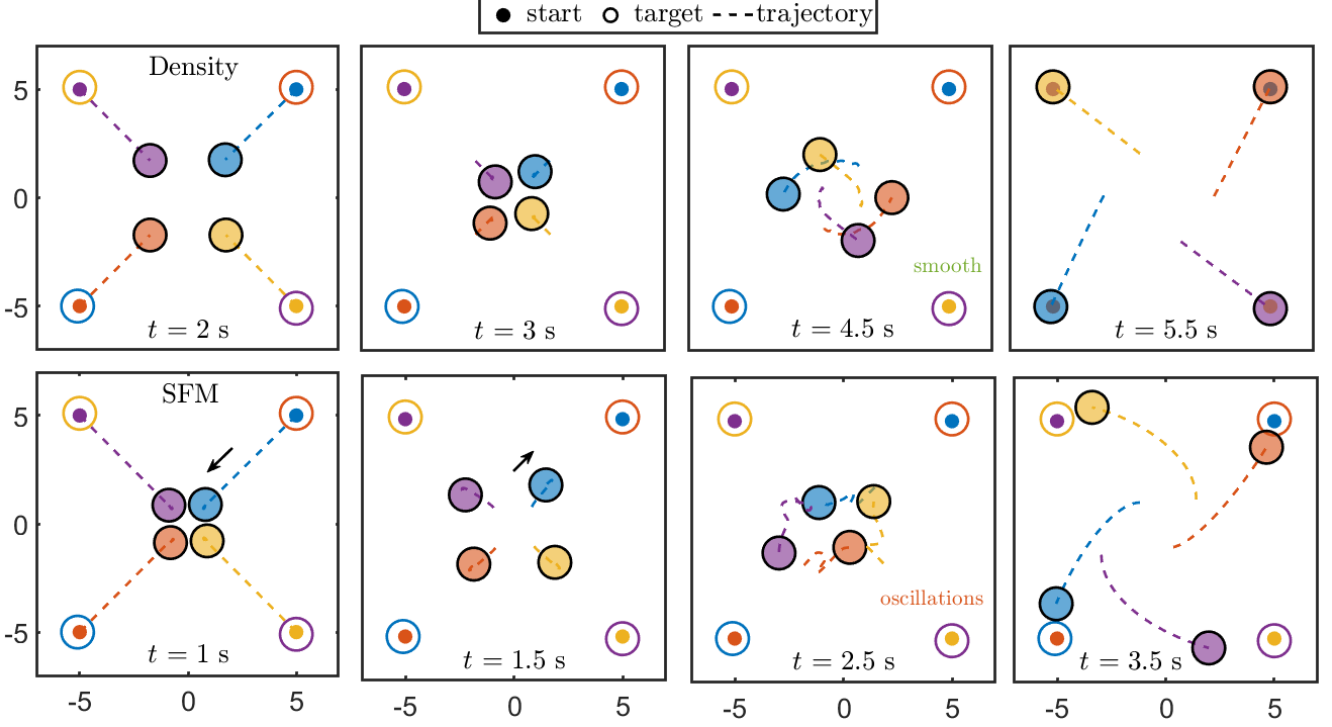 start target trajectory
Density
5
0
-5
t = 2 s
t = 3 s
smooth
t = 4.5 s
t = 5.5 s
SFM
5
0
-5
t = 1 s
t = 1.5 s
oscillations
t = 2.5 s
t = 3.5 s
-5 0 5
-5 0 5
-5 0 5
-5 0 5